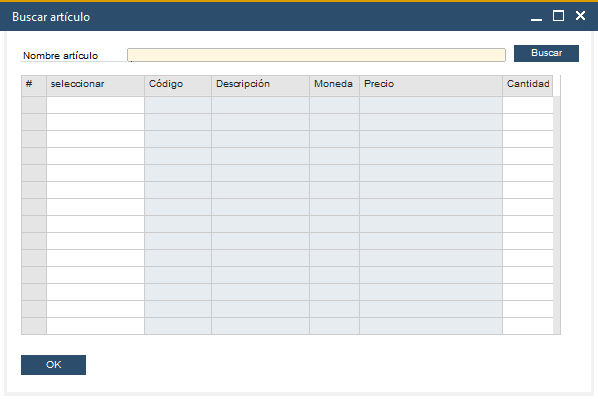 Buscar artículo
Nombre artículo Buscar
# seleccionar Código Descripción Moneda Precio Cantidad
OK